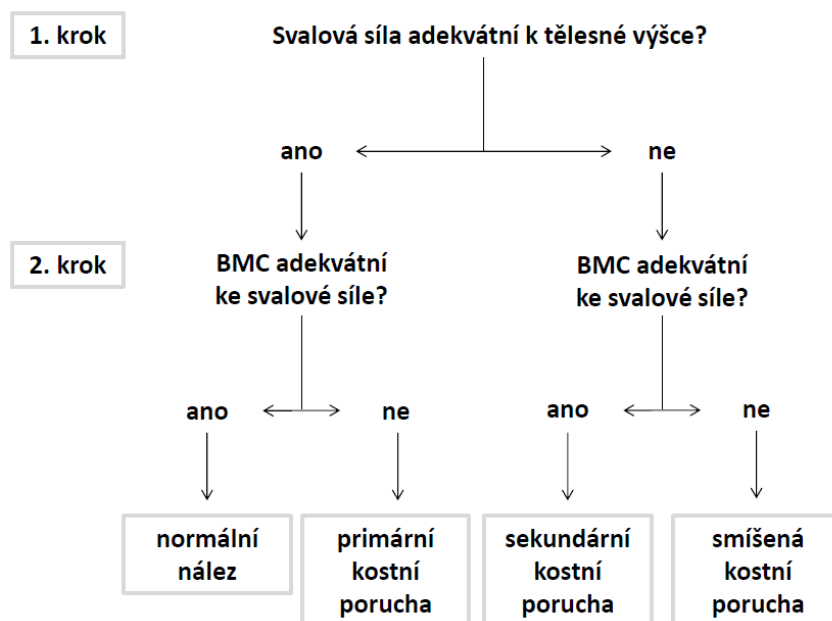 1. krok
Svalová síla adekvátní k tělesné výšce?
ano
ne
2. krok
BMC adekvátní
ke svalové síle?
BMC adekvátní
ke svalové síle?
ano
ne
ano
ne
normální
nález
primární
kostní
porucha
sekundární
kostní
porucha
smíšená
kostní
porucha